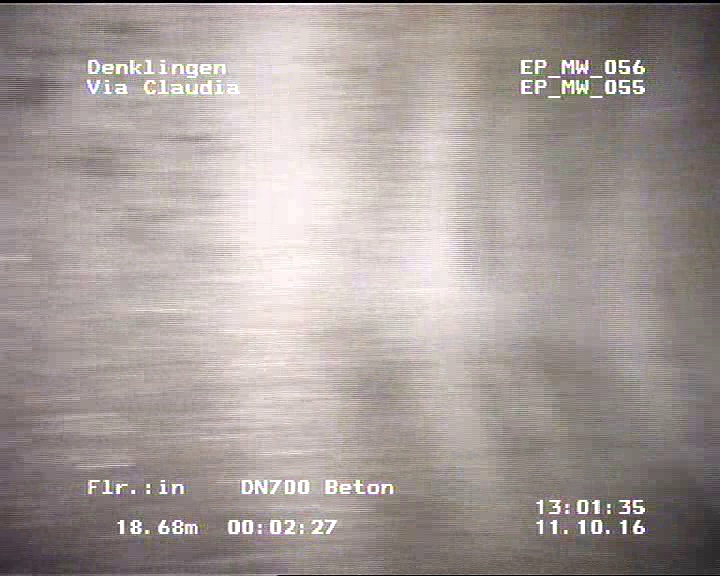 Denklingen
Via Claudia
EP_MW_056
EP_MW_055
Flr.:in DN700 Beton
18.68m 00:02:27
13:01:35
11.10.16